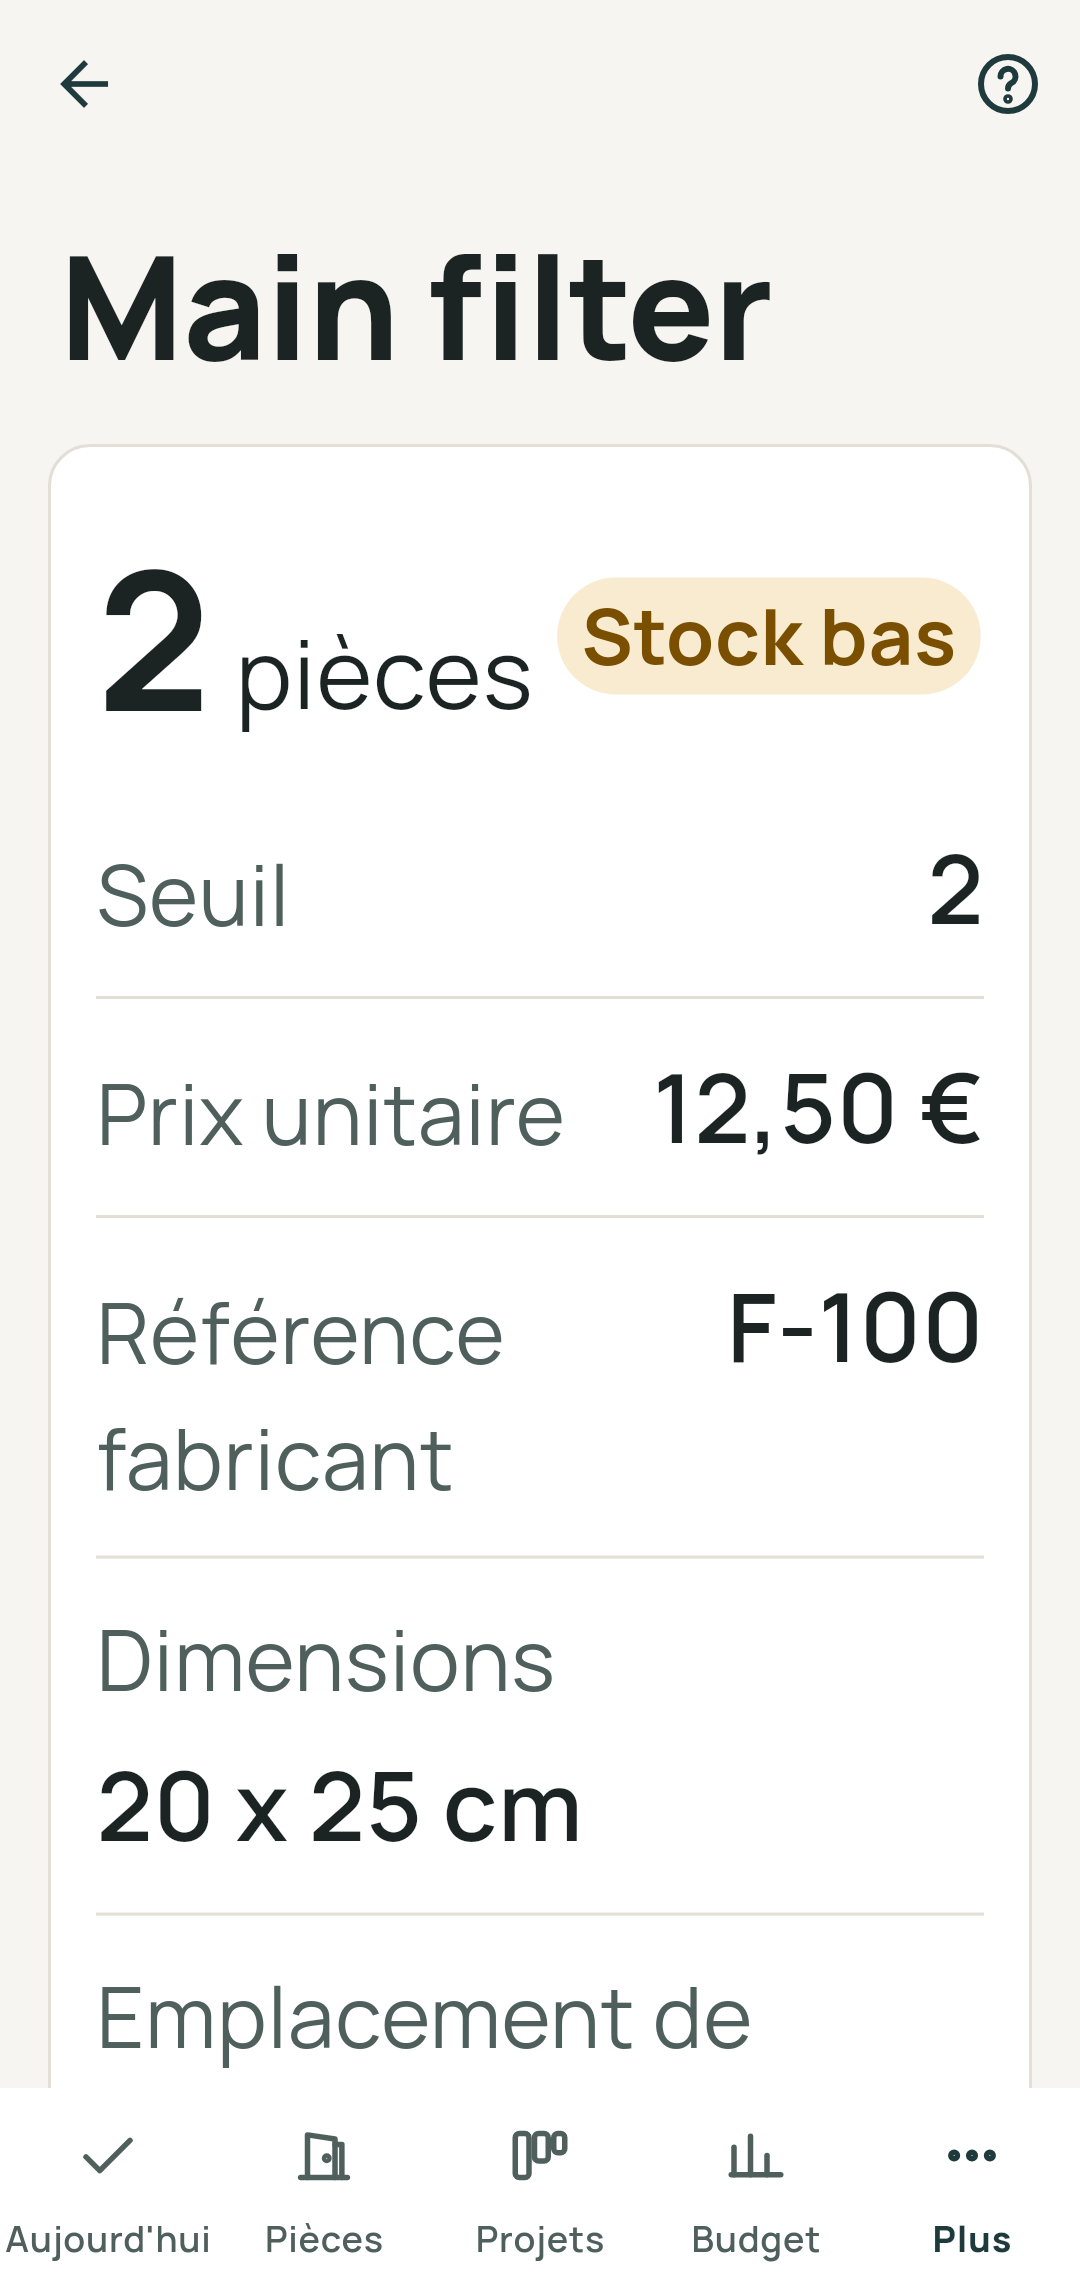 Main filter
2 pièces Stock bas
Seuil 2
Prix unitaire 12,50 €
Référence F-100
fabricant
Dimensions
20 x 25 cm
Emplacement de
Aujourd'hui Pièces Projets Budget Plus